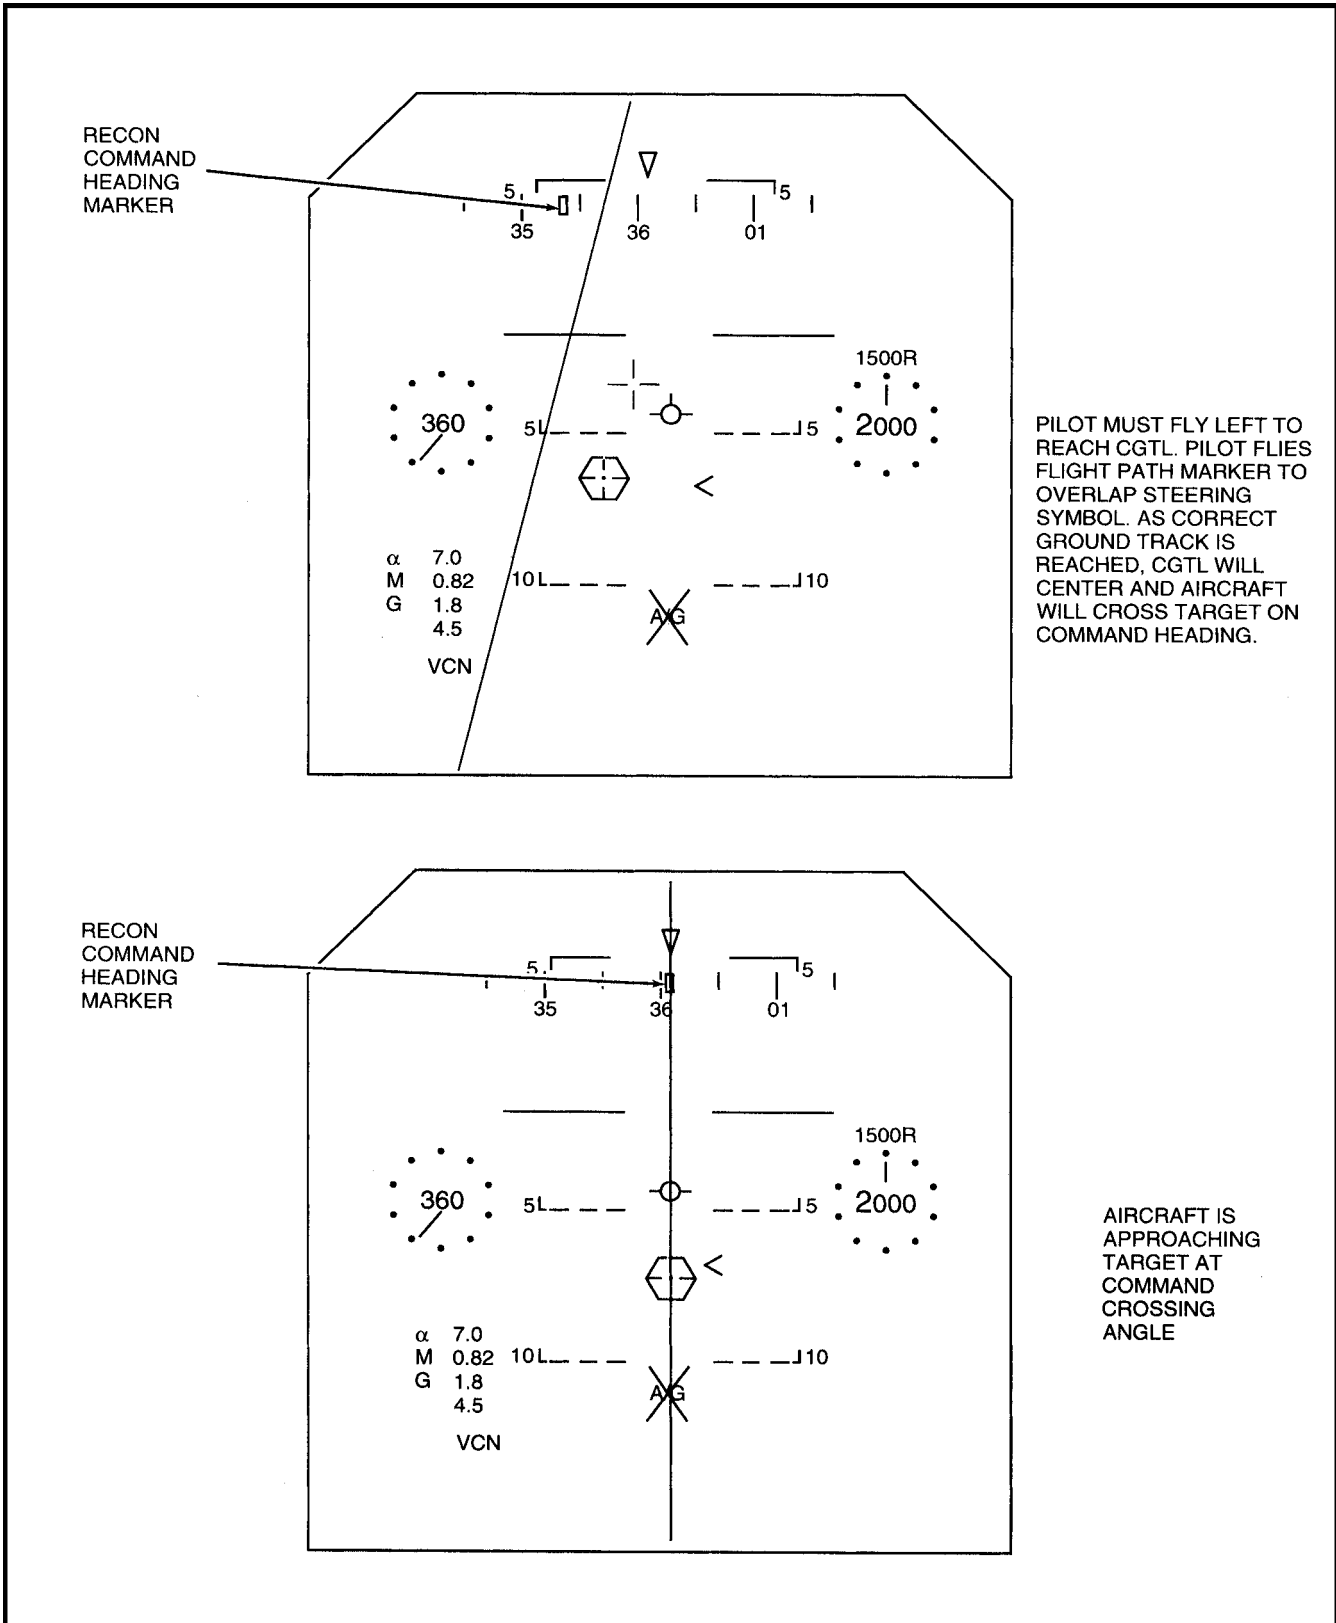 RECON
COMMAND
HEADING
MARKER
5 5
35 36 01
1500R
360
2000
5 5
α 7.0
M 0.82
G 1.8
4.5
10 10
A/G
VCN
PILOT MUST FLY LEFT TO
REACH CGTL. PILOT FLIES
FLIGHT PATH MARKER TO
OVERLAP STEERING
SYMBOL. AS CORRECT
GROUND TRACK IS
REACHED, CGTL WILL
CENTER AND AIRCRAFT
WILL CROSS TARGET ON
COMMAND HEADING.
RECON
COMMAND
HEADING
MARKER
5 5
35 36 01
1500R
360
2000
5 5
α 7.0
M 0.82
G 1.8
4.5
10 10
A/G
VCN
AIRCRAFT IS
APPROACHING
TARGET AT
COMMAND
CROSSING
ANGLE